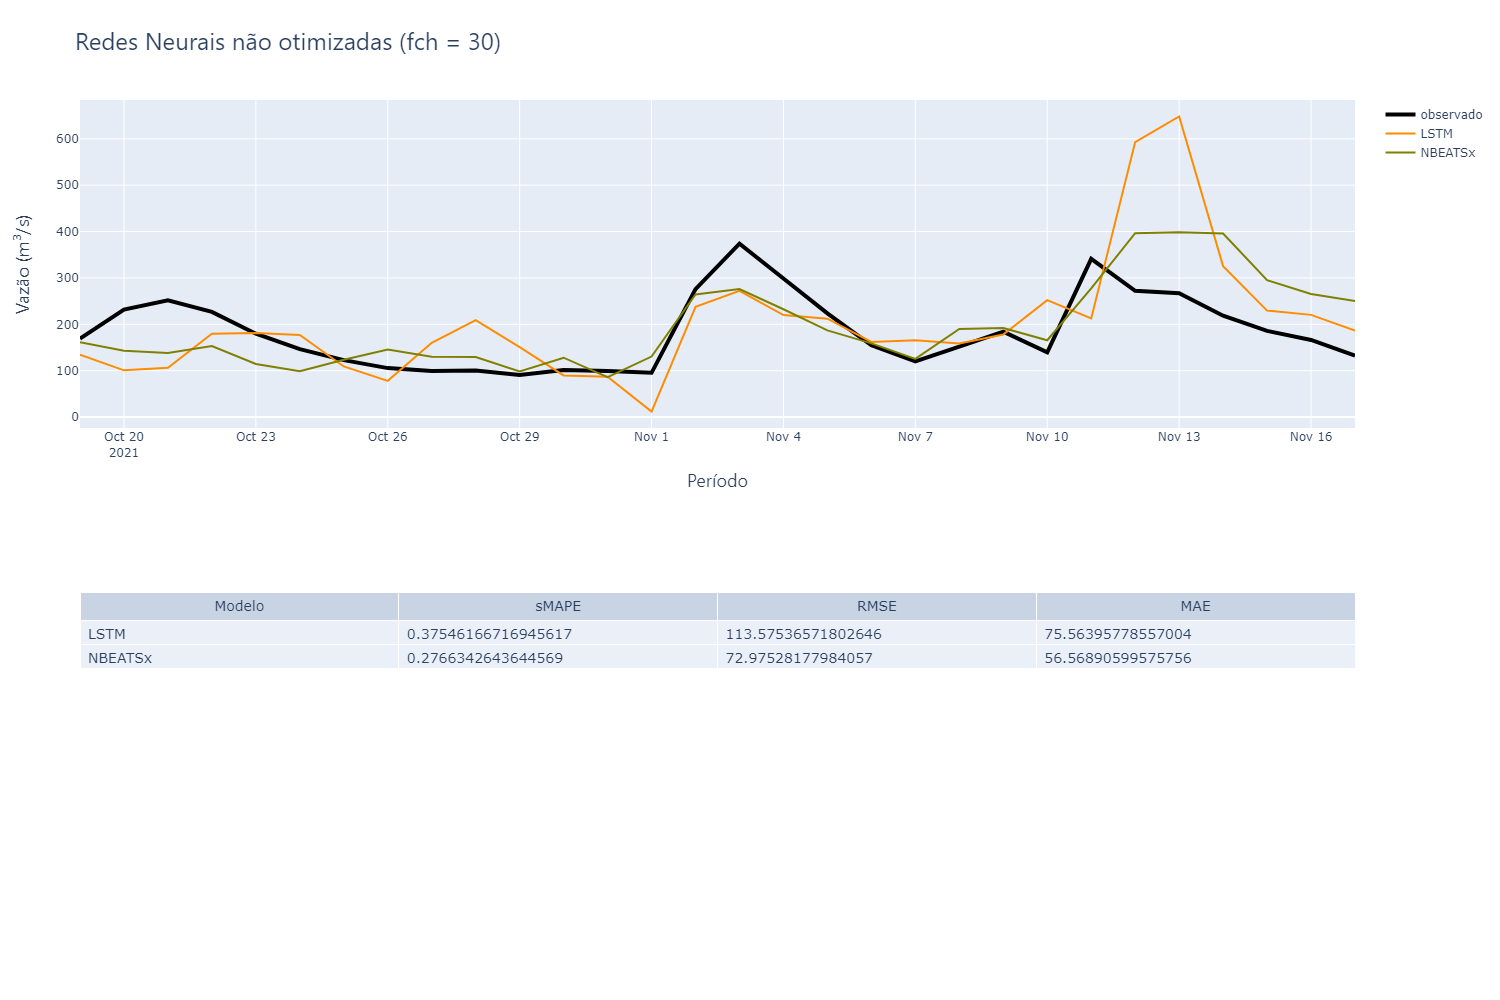 Redes Neurais não otimizadas (fch = 30)
observado
LSTM
NBEATSx
Vazão (m³/s)
600
500
400
300
200
100
0
Oct 20 Oct 23 Oct 26 Oct 29 Nov 1 Nov 4 Nov 7 Nov 10 Nov 13 Nov 16
2021
Período
Modelo sMAPE RMSE MAE
LSTM 0.37546166716945617 113.57536571802646 75.56395778557004
NBEATSx 0.2766342643644569 72.97528177984057 56.56890599575756